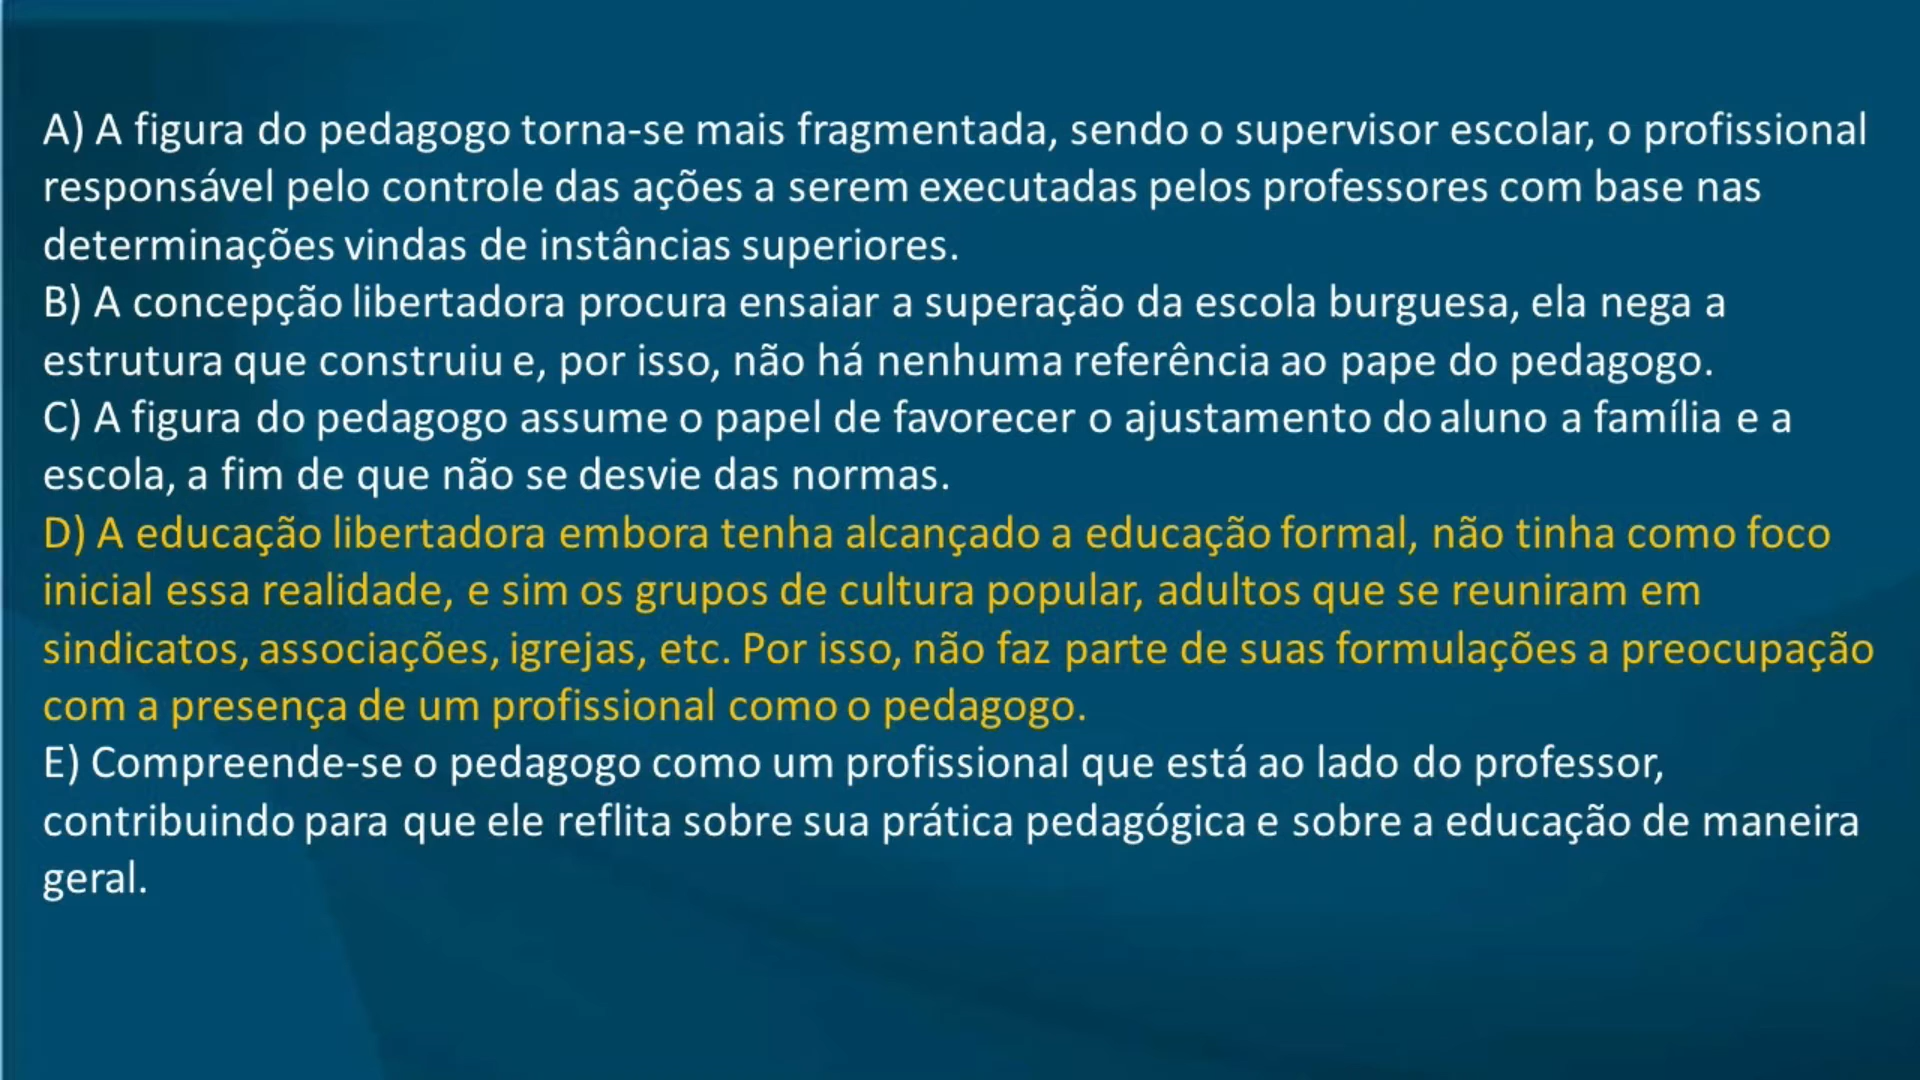 A) A figura do pedagogo torna-se mais fragmentada, sendo o supervisor escolar, o profissional
responsável pelo controle das ações a serem executadas pelos professores com base nas
determinações vindas de instâncias superiores.
B) A concepção libertadora procura ensaiar a superação da escola burguesa, ela nega a
estrutura que construiu e, por isso, não há nenhuma referência ao pape do pedagogo.
C) A figura do pedagogo assume o papel de favorecer o ajustamento do aluno a família e a
escola, a fim de que não se desvie das normas.
D) A educação libertadora embora tenha alcançado a educação formal, não tinha como foco
inicial essa realidade, e sim os grupos de cultura popular, adultos que se reuniram em
sindicatos, associações, igrejas, etc. Por isso, não faz parte de suas formulações a preocupação
com a presença de um profissional como o pedagogo.
E) Compreende-se o pedagogo como um profissional que está ao lado do professor,
contribuindo para que ele reflita sobre sua prática pedagógica e sobre a educação de maneira
geral.